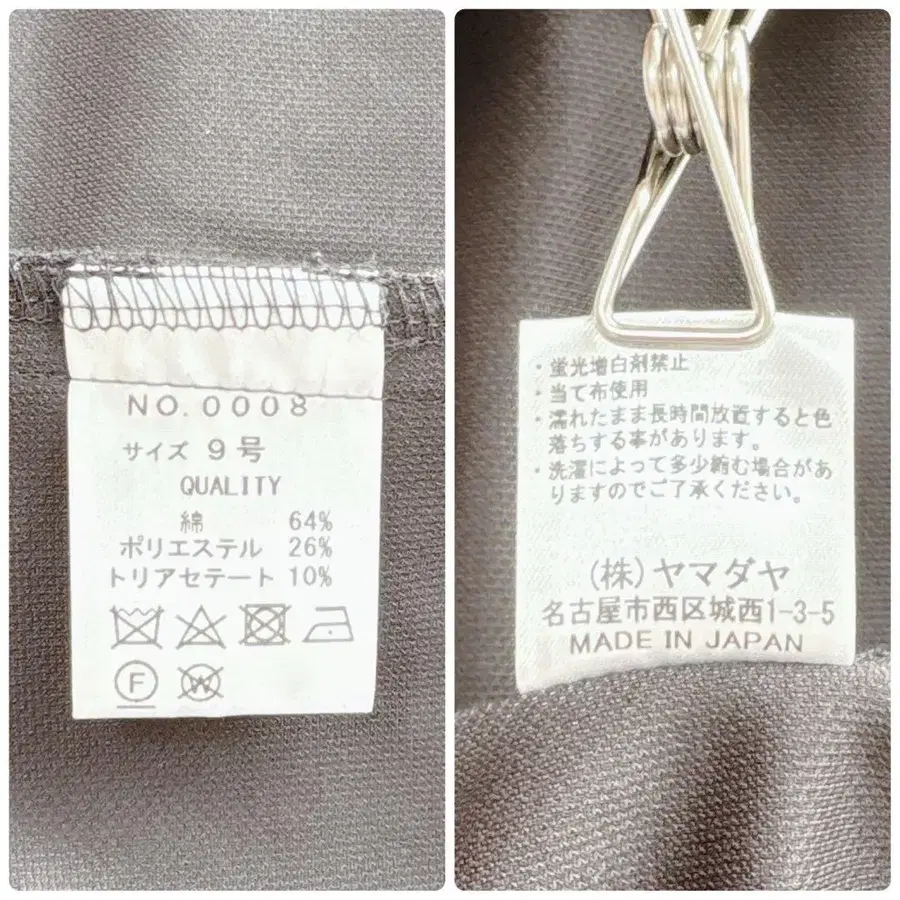 NO.0008
サイズ 9号
QUALITY
綿 64%
ポリエステル 26%
トリアセテート 10%
F
W
・蛍光増白剤禁止
・当て布使用
・濡れたまま長時間放置すると色
落ちする事があります。
・洗濯によって多少縮む場合があ
りますのでご了承ください。
(株)ヤマダヤ
名古屋市西区城西1-3-5
MADE IN JAPAN